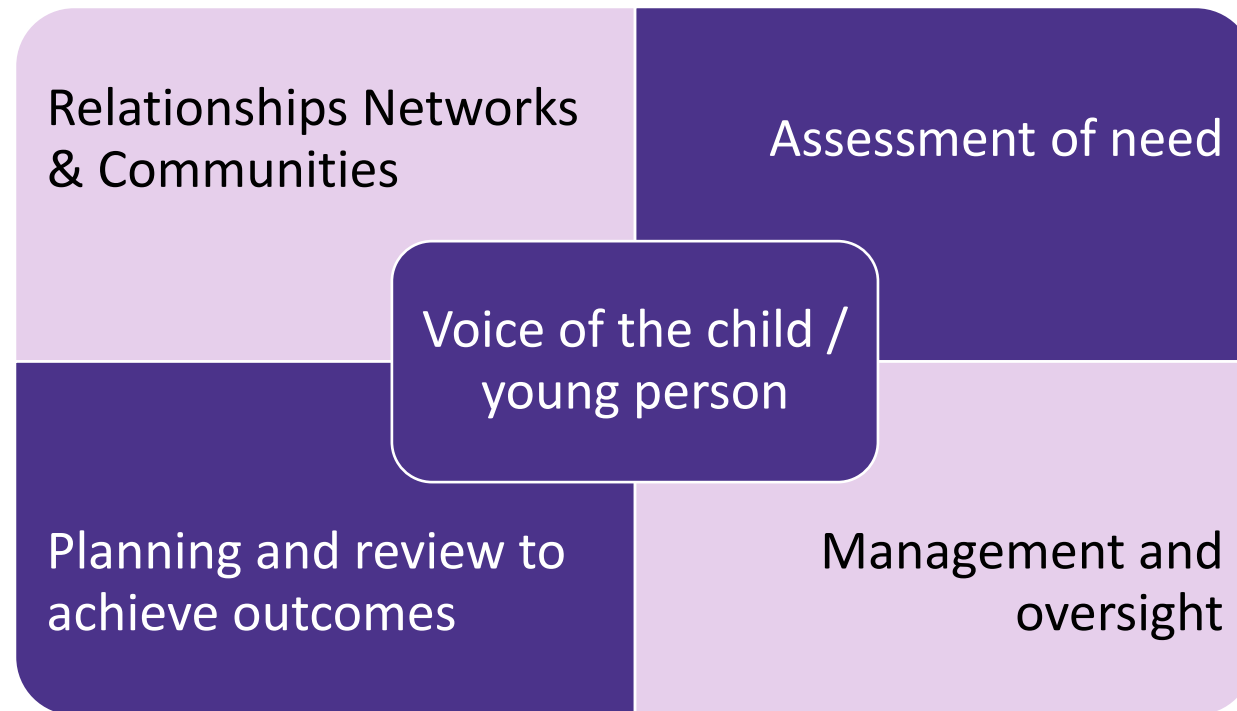 Relationships Networks
& Communities
Assessment of need
Voice of the child /
young person
Planning and review to
achieve outcomes
Management and
oversight